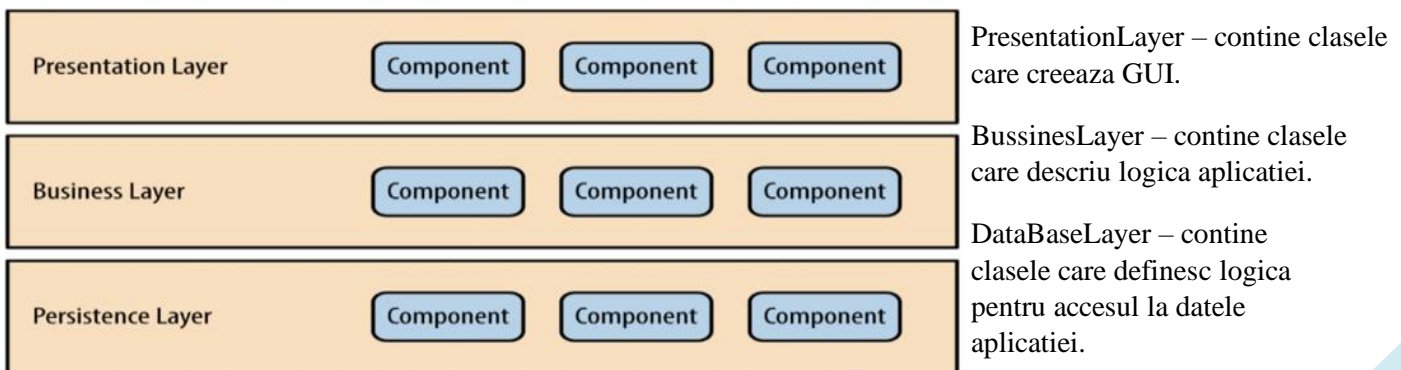 Presentation Layer
Component
Component
Component
Business Layer
Component
Component
Component
Persistence Layer
Component
Component
Component
PresentationLayer – contine clasele
care creeaza GUI.
BussinesLayer – contine clasele
care descriu logica aplicatiei.
DataBaseLayer – contine
clasele care definesc logica
pentru accesul la datele
aplicatiei.